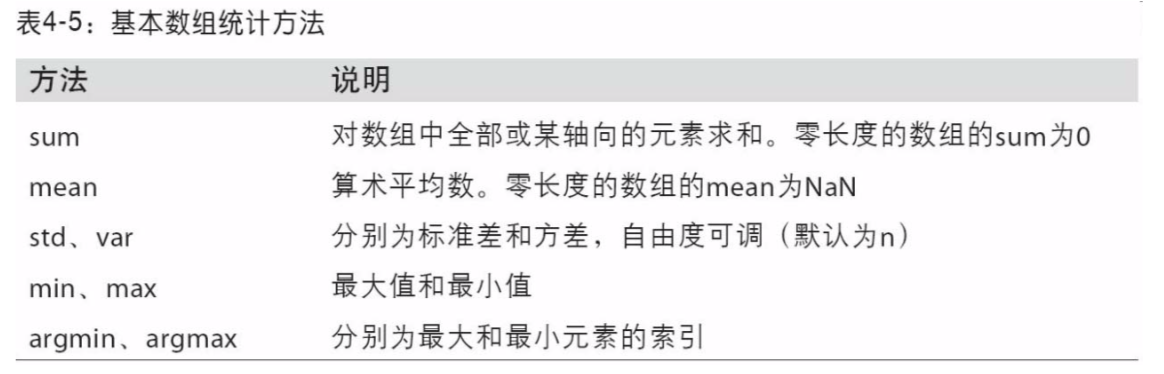 表4-5：基本数组统计方法
方法 说明
sum 对数组中全部或某轴向的元素求和。零长度的数组的sum为0
mean 算术平均数。零长度的数组的mean为NaN
std、var 分别为标准差和方差，自由度可调（默认为n）
min、max 最大值和最小值
argmin、argmax 分别为最大和最小元素的索引